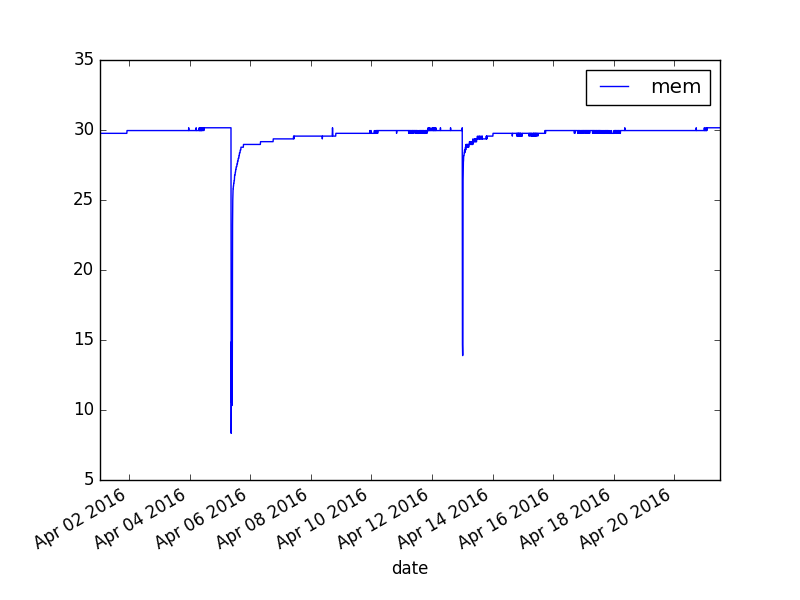 35
30
25
20
15
10
5
mem
Apr 02 2016
Apr 04 2016
Apr 06 2016
Apr 08 2016
Apr 10 2016
Apr 12 2016
Apr 14 2016
Apr 16 2016
Apr 18 2016
Apr 20 2016
date